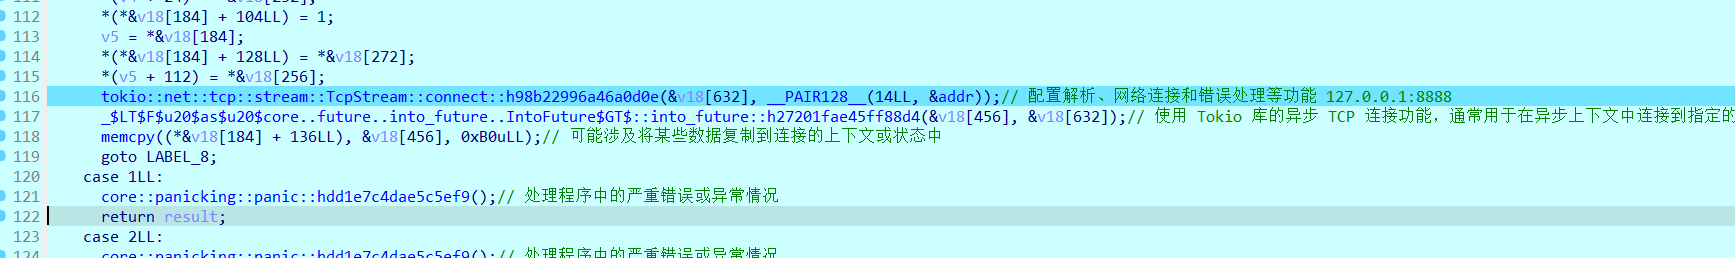 112 *(*&v18[184] + 104LL) = 1;
113 v5 = *&v18[184];
114 *(*&v18[184] + 128LL) = *&v18[272];
115 *(v5 + 112) = *&v18[256];
116 tokio::net::tcp::stream::TcpStream::connect::h98b22996a46a0d0e(&v18[632], __PAIR128__(14LL, &addr));// 配置解析、网络连接和错误处理等功能 127.0.0.1:8888
117 _$LT$F$u20$as$u20$core..future..into_future..IntoFuture$GT$::into_future::h27201fae45ff88d4(&v18[456], &v18[632]);// 使用 Tokio 库的异步 TCP 连接功能，通常用于在异步上下文中连接到指定的
118 memcpy((*&v18[184] + 136LL), &v18[456], 0xB0uLL);// 可能涉及将某些数据复制到连接的上下文或状态中
119 goto LABEL_8;
120 case 1LL:
121 core::panicking::panic::hdd1e7c4dae5c5ef9();// 处理程序中的严重错误或异常情况
122 return result;
123 case 2LL:
124 core::panicking::panic::hdd1e7c4dae5c5ef9();// 处理程序中的严重错误或异常情况